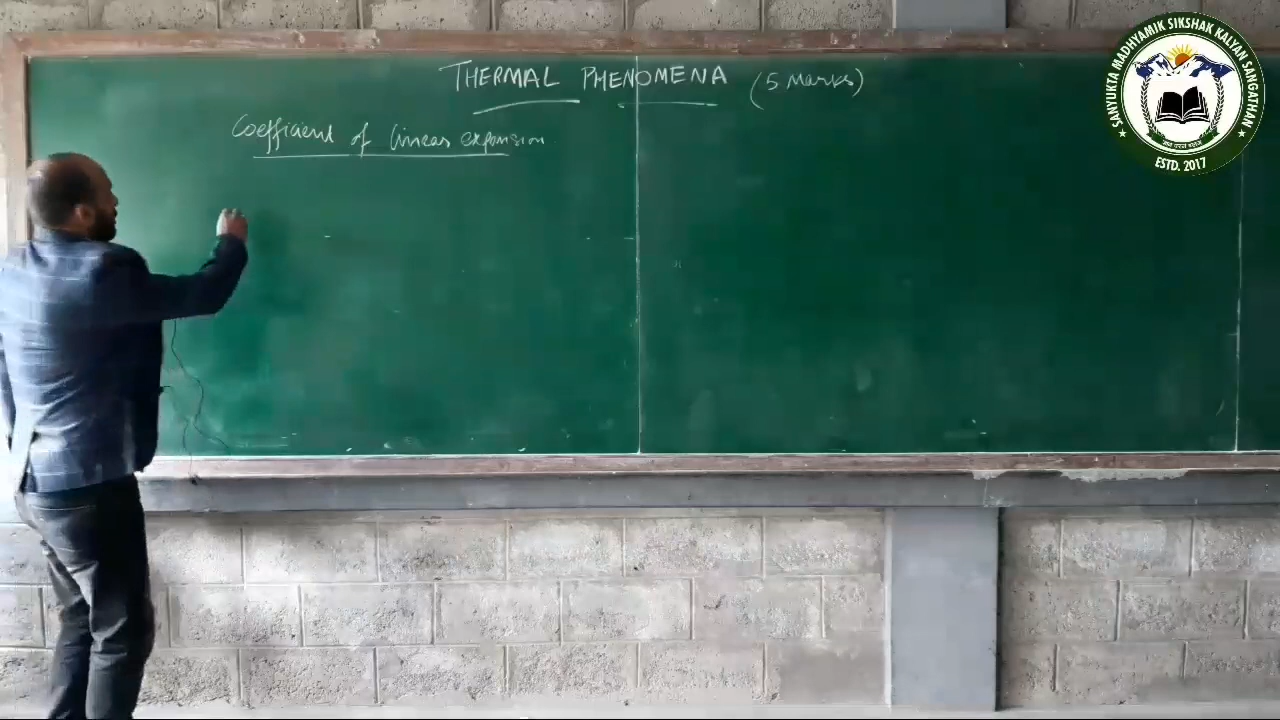 THERMAL PHENOMENA (5 Marks)
Coefficient of linear expansion
SANYUKTA MADHYAMIK SIKSHAK KALYAN SANGATHAN
ESTD. 2017